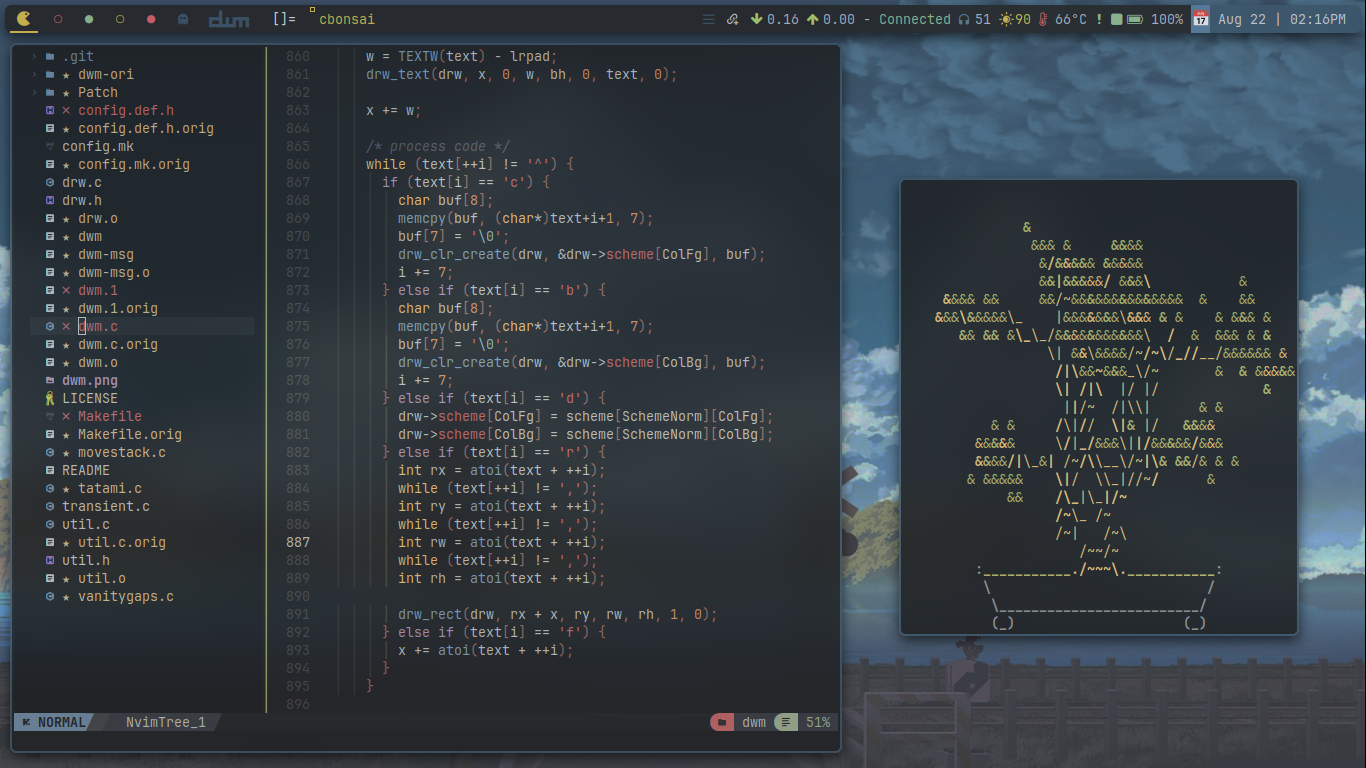 dwm []= cbonsai 0.16 0.00 - Connected 51 90 66°C ! 100% Aug 22 | 02:16PM
.git
dwm-ori
Patch
config.def.h
config.def.h.orig
config.mk
config.mk.orig
drw.c
drw.h
drw.o
dwm
dwm-msg
dwm-msg.o
dwm.1
dwm.1.orig
dwm.c
dwm.c.orig
dwm.o
dwm.png
LICENSE
Makefile
Makefile.orig
movestack.c
README
tatami.c
transient.c
util.c
util.c.orig
util.h
util.o
vanitygaps.c
860 w = TEXTW(text) - lrpad;
861 drw_text(drw, x, 0, w, bh, 0, text, 0);
862
863 x += w;
864
865 /* process code */
866 while (text[++i] != '^') {
867 if (text[i] == 'c') {
868 char buf[8];
869 memcpy(buf, (char*)text+i+1, 7);
870 buf[7] = '\0';
871 drw_clr_create(drw, &drw->scheme[ColFg], buf);
872 i += 7;
873 } else if (text[i] == 'b') {
874 char buf[8];
875 memcpy(buf, (char*)text+i+1, 7);
876 buf[7] = '\0';
877 drw_clr_create(drw, &drw->scheme[ColBg], buf);
878 i += 7;
879 } else if (text[i] == 'd') {
880 drw->scheme[ColFg] = scheme[SchemeNorm][ColFg];
881 drw->scheme[ColBg] = scheme[SchemeNorm][ColBg];
882 } else if (text[i] == 'r') {
883 int rx = atoi(text + ++i);
884 while (text[++i] != ',');
885 int ry = atoi(text + ++i);
886 while (text[++i] != ',');
887 int rw = atoi(text + ++i);
888 while (text[++i] != ',');
889 int rh = atoi(text + ++i);
890
891 drw_rect(drw, rx + x, ry, rw, rh, 1, 0);
892 } else if (text[i] == 'f') {
893 x += atoi(text + ++i);
894 }
895 }
896
NORMAL NvimTree_1 dwm 51%